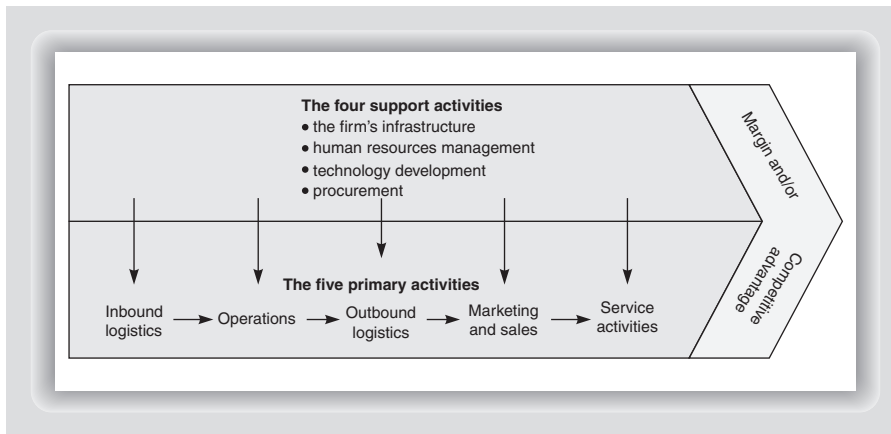 The four support activities
• the firm's infrastructure
• human resources management
• technology development
• procurement
Margin and/or
Competitive
advantage
The five primary activities
Inbound
logistics
Operations
Outbound
logistics
Marketing
and sales
Service
activities